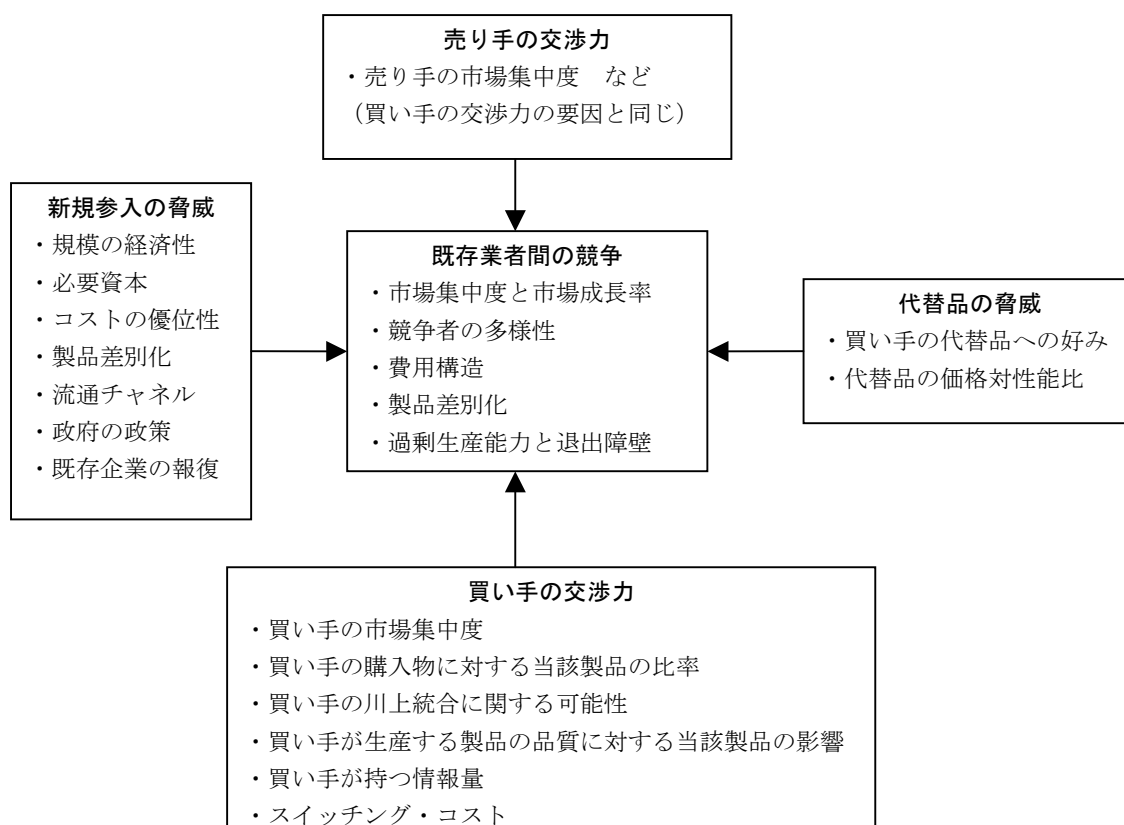 売り手の交渉力
・売り手の市場集中度　など
（買い手の交渉力の要因と同じ）
新規参入の脅威
・規模の経済性
・必要資本
・コストの優位性
・製品差別化
・流通チャネル
・政府の政策
・既存企業の報復
既存業者間の競争
・市場集中度と市場成長率
・競争者の多様性
・費用構造
・製品差別化
・過剰生産能力と退出障壁
代替品の脅威
・買い手の代替品への好み
・代替品の価格対性能比
買い手の交渉力
・買い手の市場集中度
・買い手の購入物に対する当該製品の比率
・買い手の川上統合に関する可能性
・買い手が生産する製品の品質に対する当該製品の影響
・買い手が持つ情報量
・スイッチング・コスト